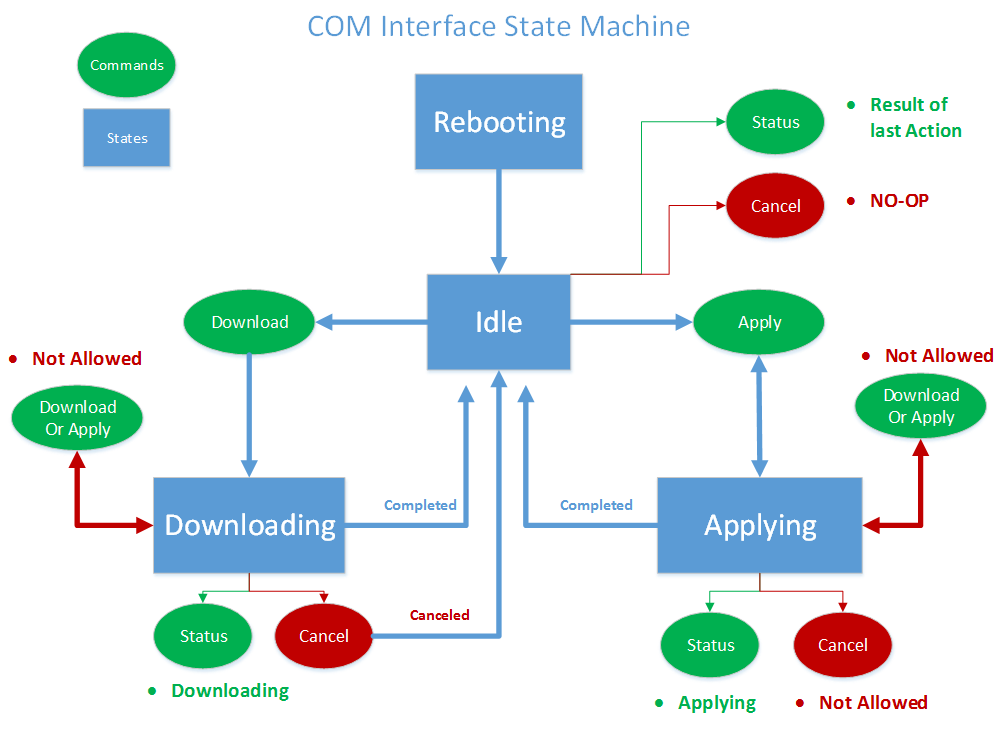 COM Interface State Machine
Commands
States
Rebooting
Status
• Result of
last Action
Cancel
• NO-OP
Idle
Download
Apply
• Not Allowed
Download
Or Apply
• Not Allowed
Download
Or Apply
Downloading
Completed
Completed
Applying
Status
Cancel
Canceled
• Downloading
Status
Cancel
• Applying
• Not Allowed